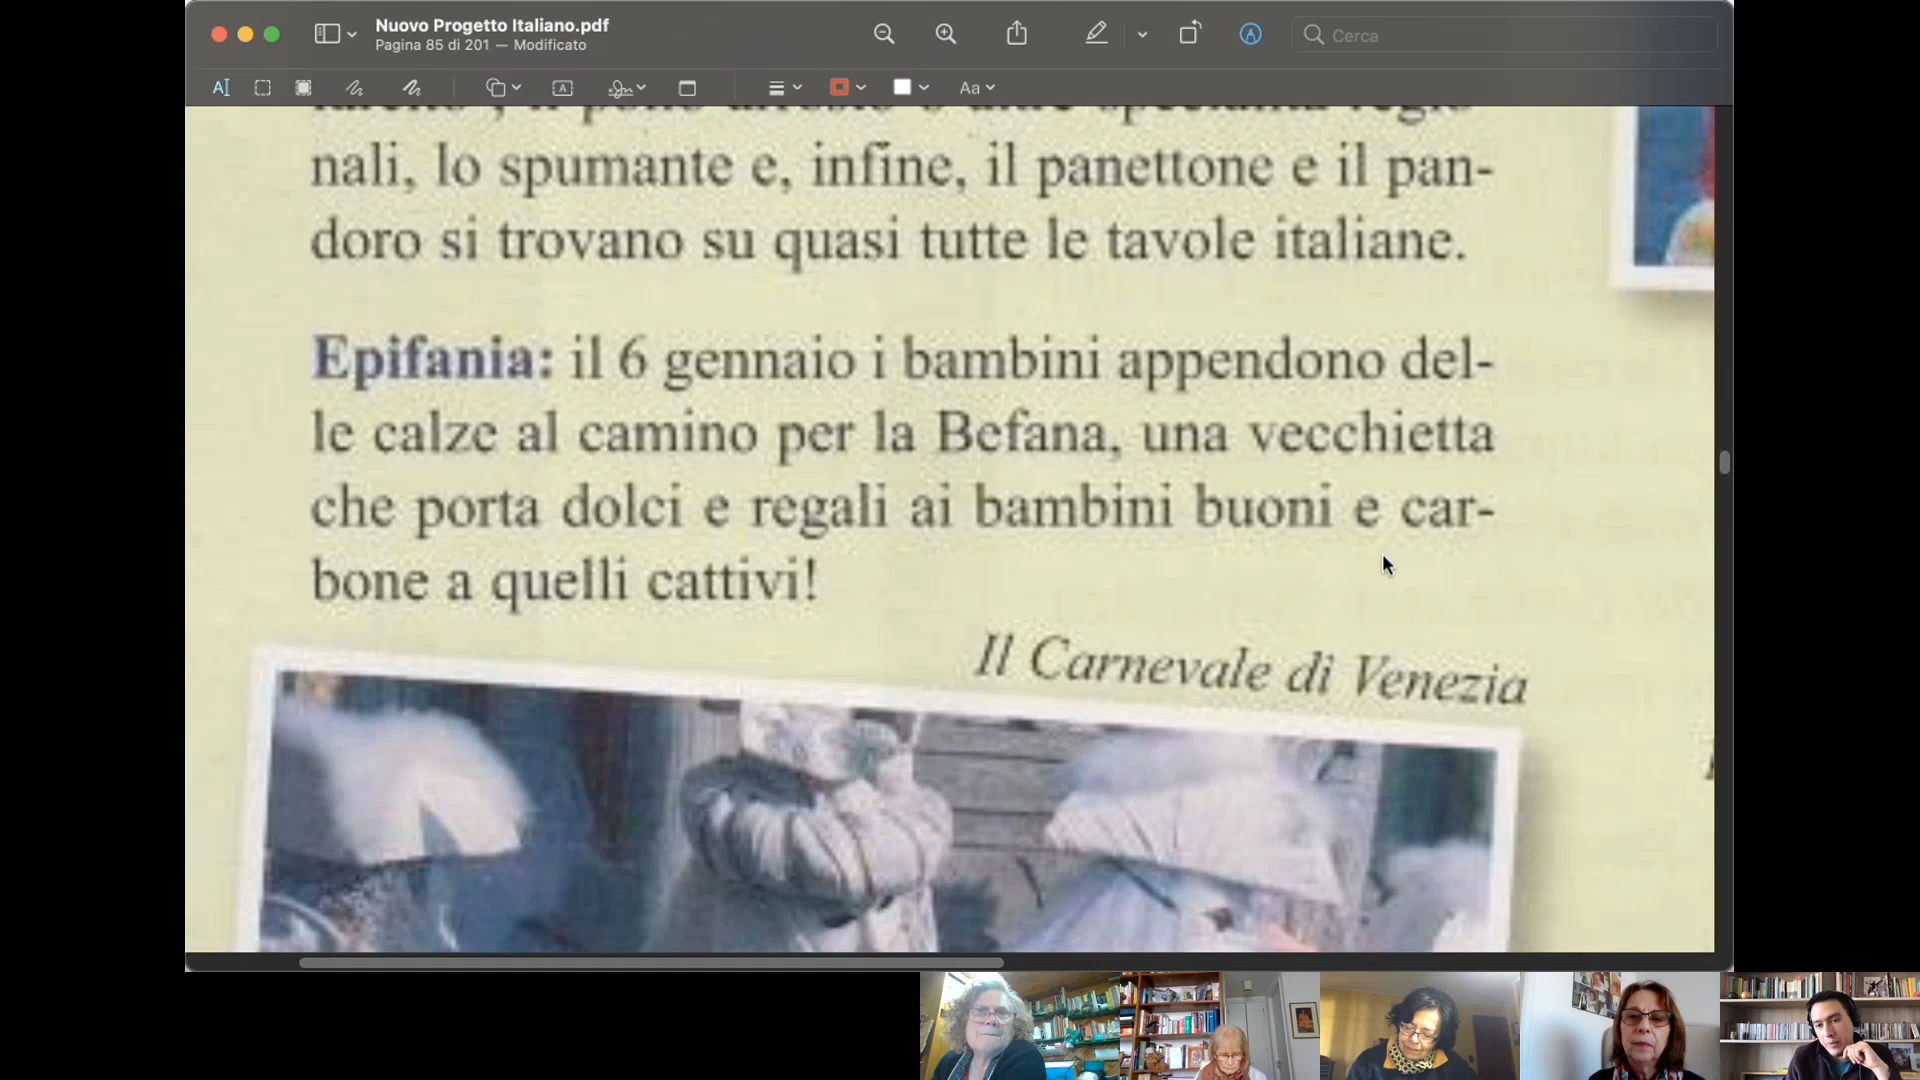 Nuovo Progetto Italiano.pdf
Pagina 85 di 201 — Modificato
Cerca
nali, lo spumante e, infine, il panettone e il pan-
doro si trovano su quasi tutte le tavole italiane.
Epifania: il 6 gennaio i bambini appendono del-
le calze al camino per la Befana, una vecchietta
che porta dolci e regali ai bambini buoni e car-
bone a quelli cattivi!
Il Carnevale di Venezia